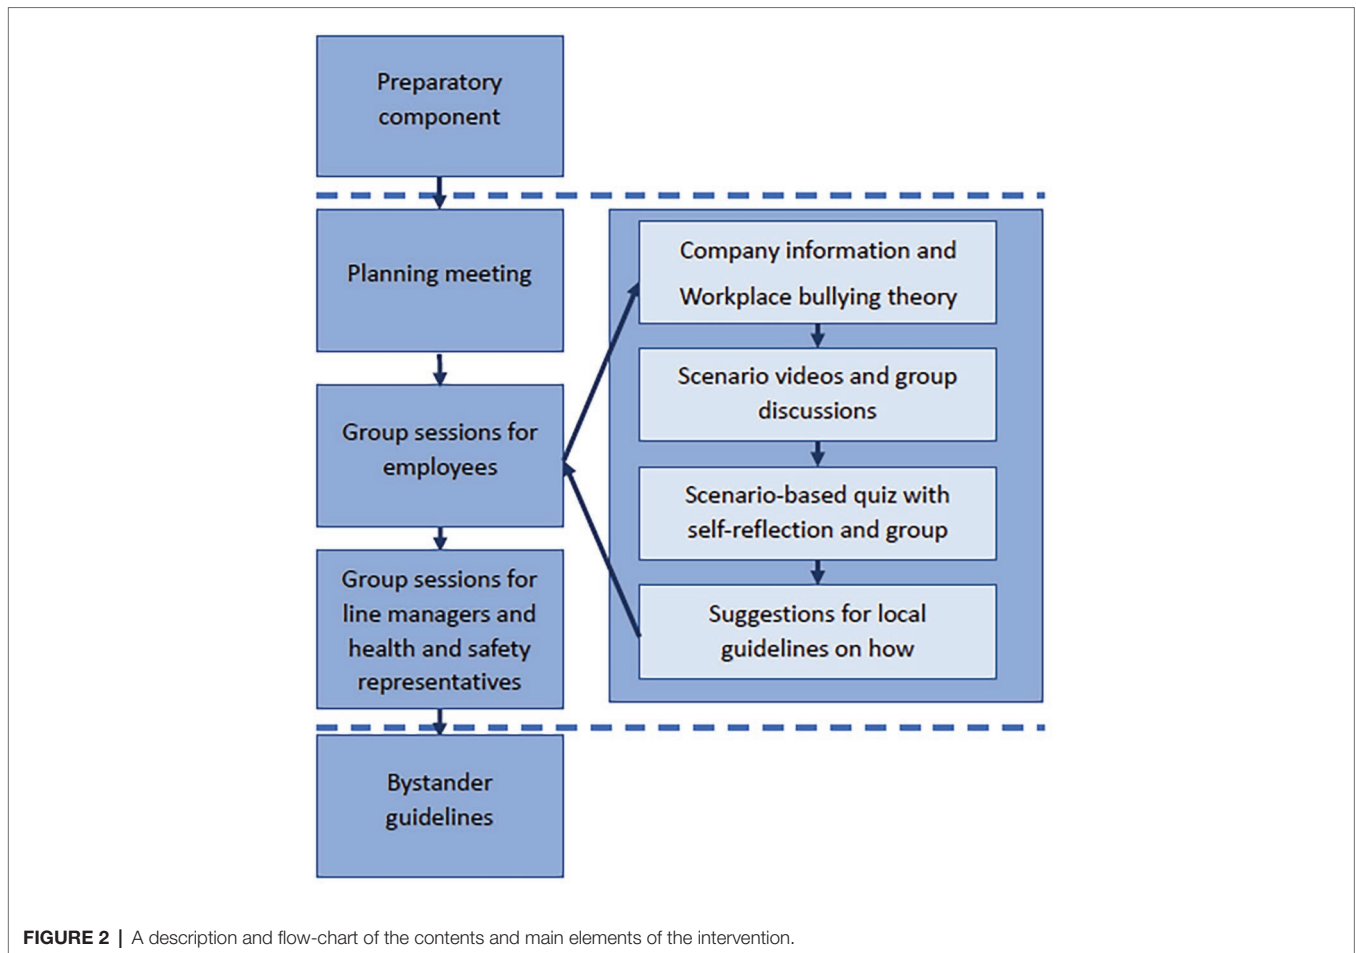 Preparatory
component
Planning meeting
Group sessions for
employees
Group sessions for
line managers and
health and safety
representatives
Bystander
guidelines
Company information and
Workplace bullying theory
Scenario videos and group
discussions
Scenario-based quiz with
self-reflection and group
Suggestions for local
guidelines on how
FIGURE 2 | A description and flow-chart of the contents and main elements of the intervention.